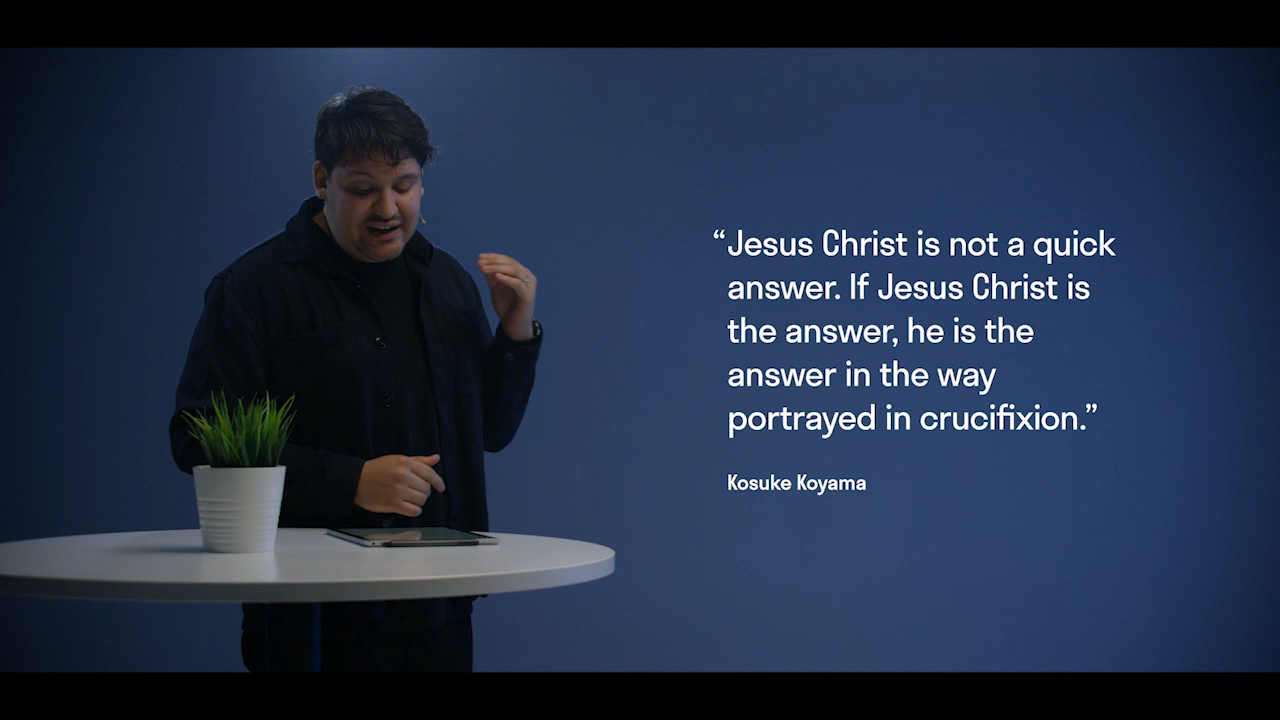 “Jesus Christ is not a quick
answer. If Jesus Christ is
the answer, he is the
answer in the way
portrayed in crucifixion.”
Kosuke Koyama